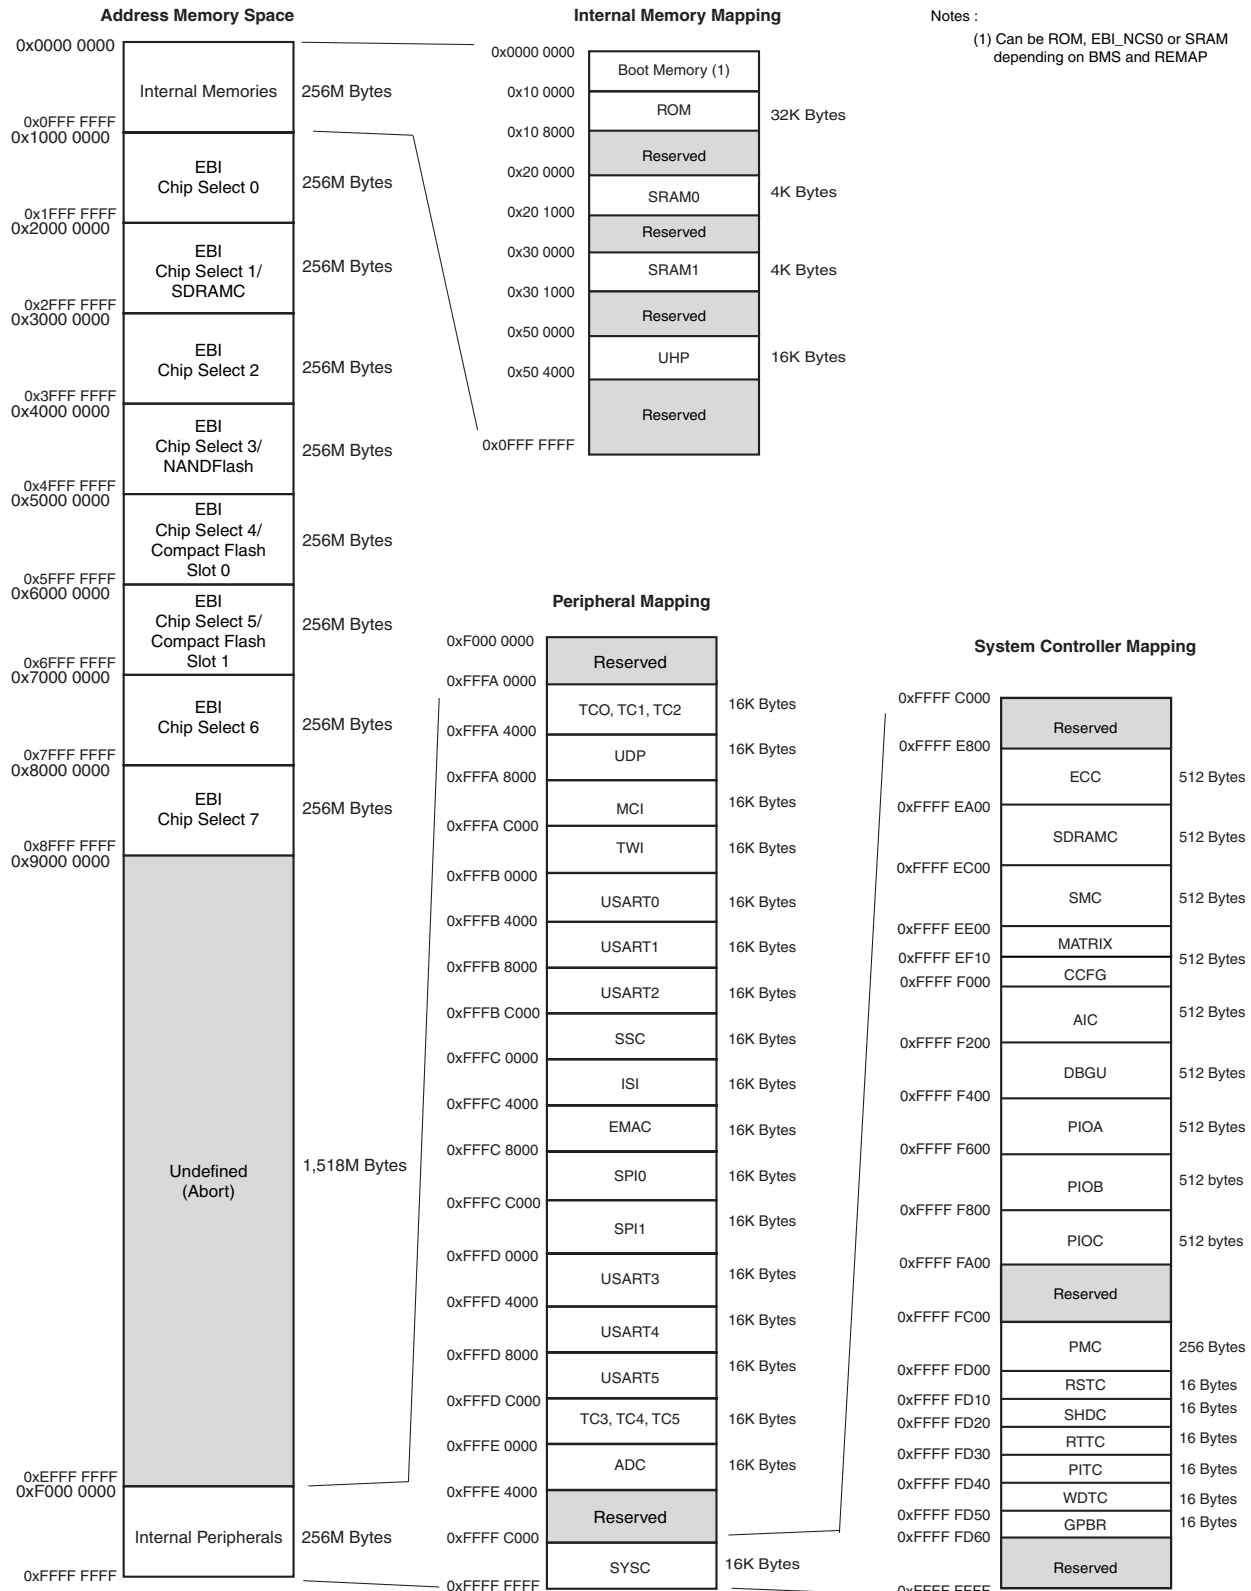 Address Memory Space
0x0000 0000
Internal Memories
256M Bytes
0x0FFF FFFF
0x1000 0000
EBI
Chip Select 0
256M Bytes
0x1FFF FFFF
0x2000 0000
EBI
Chip Select 1/
SDRAMC
256M Bytes
0x2FFF FFFF
0x3000 0000
EBI
Chip Select 2
256M Bytes
0x3FFF FFFF
0x4000 0000
EBI
Chip Select 3/
NANDFlash
256M Bytes
0x4FFF FFFF
0x5000 0000
EBI
Chip Select 4/
Compact Flash
Slot 0
256M Bytes
0x5FFF FFFF
0x6000 0000
EBI
Chip Select 5/
Compact Flash
Slot 1
256M Bytes
0x6FFF FFFF
0x7000 0000
EBI
Chip Select 6
256M Bytes
0x7FFF FFFF
0x8000 0000
EBI
Chip Select 7
256M Bytes
0x8FFF FFFF
0x9000 0000
Undefined
(Abort)
1,518M Bytes
0xEFFF FFFF
0xF000 0000
Internal Peripherals
256M Bytes
0xFFFF FFFF
Internal Memory Mapping
0x0000 0000
Boot Memory (1)
0x10 0000
ROM
32K Bytes
0x10 8000
Reserved
0x20 0000
SRAM0
4K Bytes
0x20 1000
Reserved
0x30 0000
SRAM1
4K Bytes
0x30 1000
Reserved
0x50 0000
UHP
16K Bytes
0x50 4000
Reserved
0x0FFF FFFF
Notes :
(1) Can be ROM, EBI_NCS0 or SRAM
depending on BMS and REMAP
Peripheral Mapping
0xF000 0000
Reserved
0xFFFA 0000
TCO, TC1, TC2
16K Bytes
0xFFFA 4000
UDP
16K Bytes
0xFFFA 8000
MCI
16K Bytes
0xFFFA C000
TWI
16K Bytes
0xFFFB 0000
USART0
16K Bytes
0xFFFB 4000
USART1
16K Bytes
0xFFFB 8000
USART2
16K Bytes
0xFFFB C000
SSC
16K Bytes
0xFFFC 0000
ISI
16K Bytes
0xFFFC 4000
EMAC
16K Bytes
0xFFFC 8000
SPI0
16K Bytes
0xFFFC C000
SPI1
16K Bytes
0xFFFD 0000
USART3
16K Bytes
0xFFFD 4000
USART4
16K Bytes
0xFFFD 8000
USART5
16K Bytes
0xFFFD C000
TC3, TC4, TC5
16K Bytes
0xFFFE 0000
ADC
16K Bytes
0xFFFE 4000
Reserved
0xFFFF C000
SYSC
16K Bytes
0xFFFF FFFF
System Controller Mapping
0xFFFF C000
Reserved
0xFFFF E800
ECC
512 Bytes
0xFFFF EA00
SDRAMC
512 Bytes
0xFFFF EC00
SMC
512 Bytes
0xFFFF EE00
MATRIX
0xFFFF EF10
512 Bytes
CCFG
0xFFFF F000
AIC
512 Bytes
0xFFFF F200
DBGU
512 Bytes
0xFFFF F400
PIOA
512 Bytes
0xFFFF F600
PIOB
512 bytes
0xFFFF F800
PIOC
512 bytes
0xFFFF FA00
Reserved
0xFFFF FC00
PMC
256 Bytes
0xFFFF FD00
RSTC
16 Bytes
0xFFFF FD10
SHDC
16 Bytes
0xFFFF FD20
RTTC
16 Bytes
0xFFFF FD30
PITC
16 Bytes
0xFFFF FD40
WDTC
16 Bytes
0xFFFF FD50
GPBR
16 Bytes
0xFFFF FD60
Reserved
0xFFFF FFFF